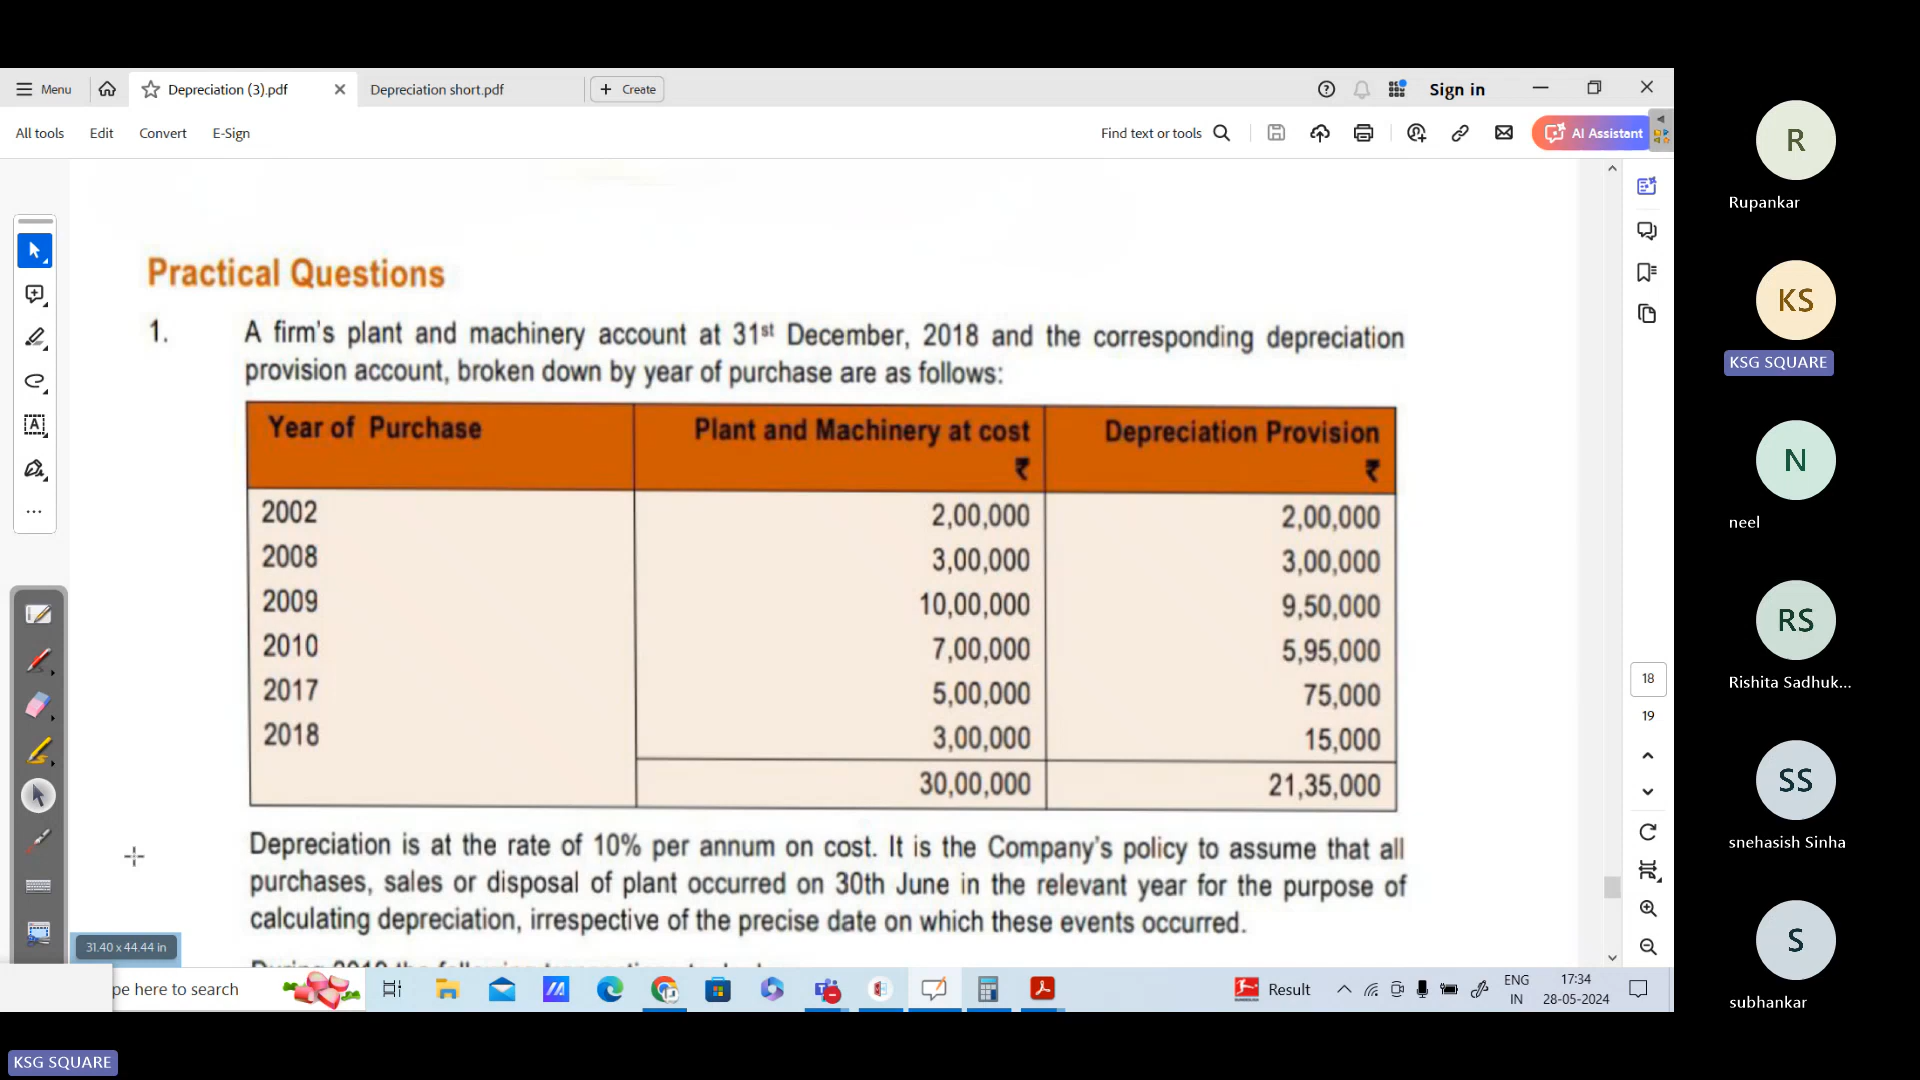 Menu
Depreciation (3).pdf
Depreciation short.pdf
+ Create
Sign in
All tools
Edit
Convert
E-Sign
Find text or tools
AI Assistant
Practical Questions
1. A firm's plant and machinery account at 31st December, 2018 and the corresponding depreciation
provision account, broken down by year of purchase are as follows:
Year of Purchase Plant and Machinery at cost Depreciation Provision
₹ ₹
2002 2,00,000 2,00,000
2008 3,00,000 3,00,000
2009 10,00,000 9,50,000
2010 7,00,000 5,95,000
2017 5,00,000 75,000
2018 3,00,000 15,000
30,00,000 21,35,000
Depreciation is at the rate of 10% per annum on cost. It is the Company's policy to assume that all
purchases, sales or disposal of plant occurred on 30th June in the relevant year for the purpose of
calculating depreciation, irrespective of the precise date on which these events occurred.
18
19
31.40 x 44.44 in
pe here to search
Result
ENG
IN
17:34
28-05-2024
R
Rupankar
KS
KSG SQUARE
N
neel
RS
Rishita Sadhuk...
SS
snehasish Sinha
S
subhankar
KSG SQUARE